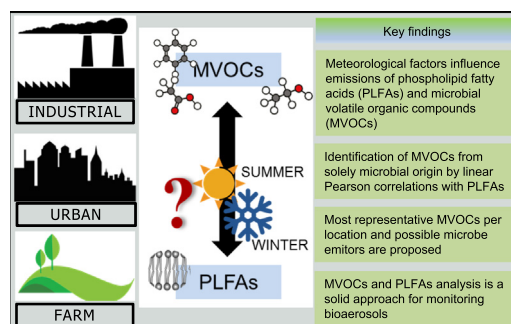 INDUSTRIAL
URBAN
FARM
MVOCs
SUMMER
?
WINTER
PLFAs
Key findings
Meteorological factors influence
emissions of phospholipid fatty
acids (PLFAs) and microbial
volatile organic compounds
(MVOCs)
Identification of MVOCs from
solely microbial origin by linear
Pearson correlations with PLFAs
Most representative MVOCs per
location and possible microbe
emitors are proposed
MVOCs and PLFAs analysis is a
solid approach for monitoring
bioaerosols